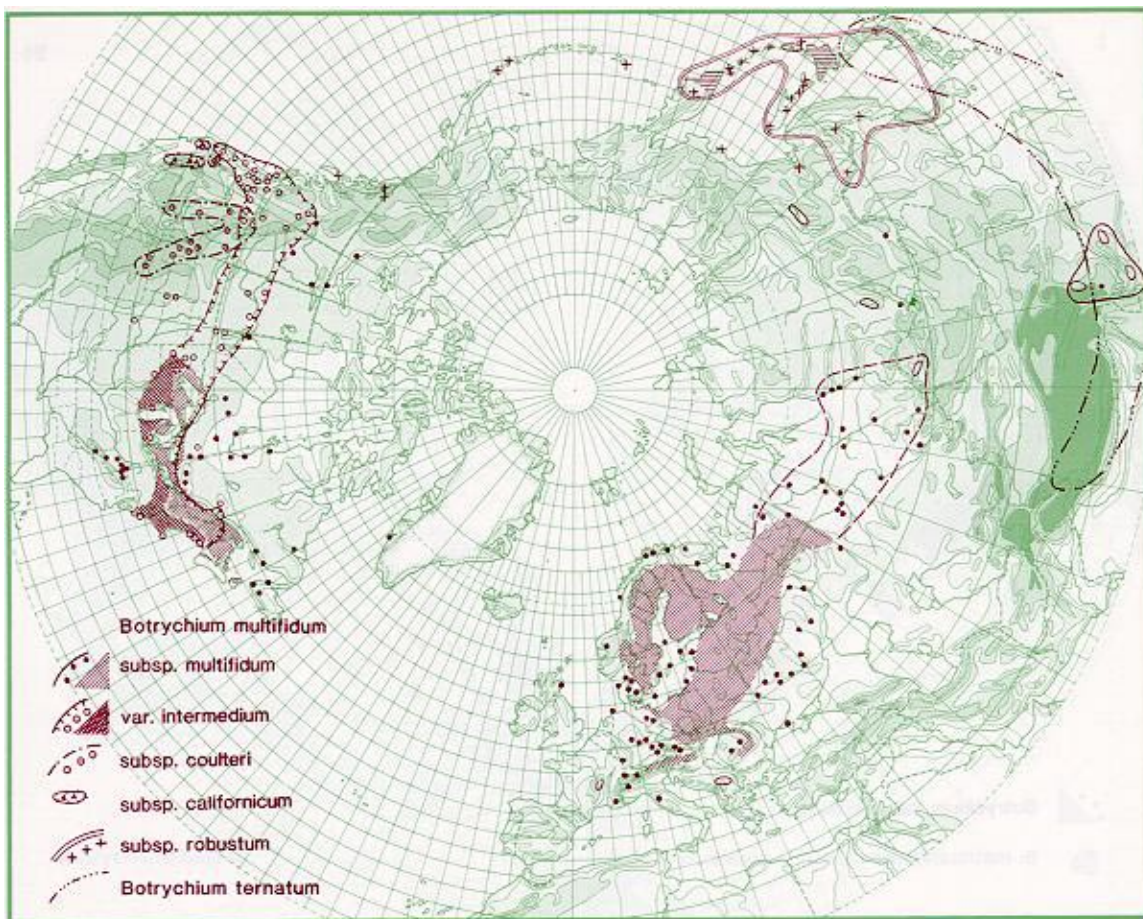 Botrychium multifidum
subsp. multifidum
var. intermedium
subsp. coulteri
subsp. californicum
subsp. robustum
Botrychium ternatum